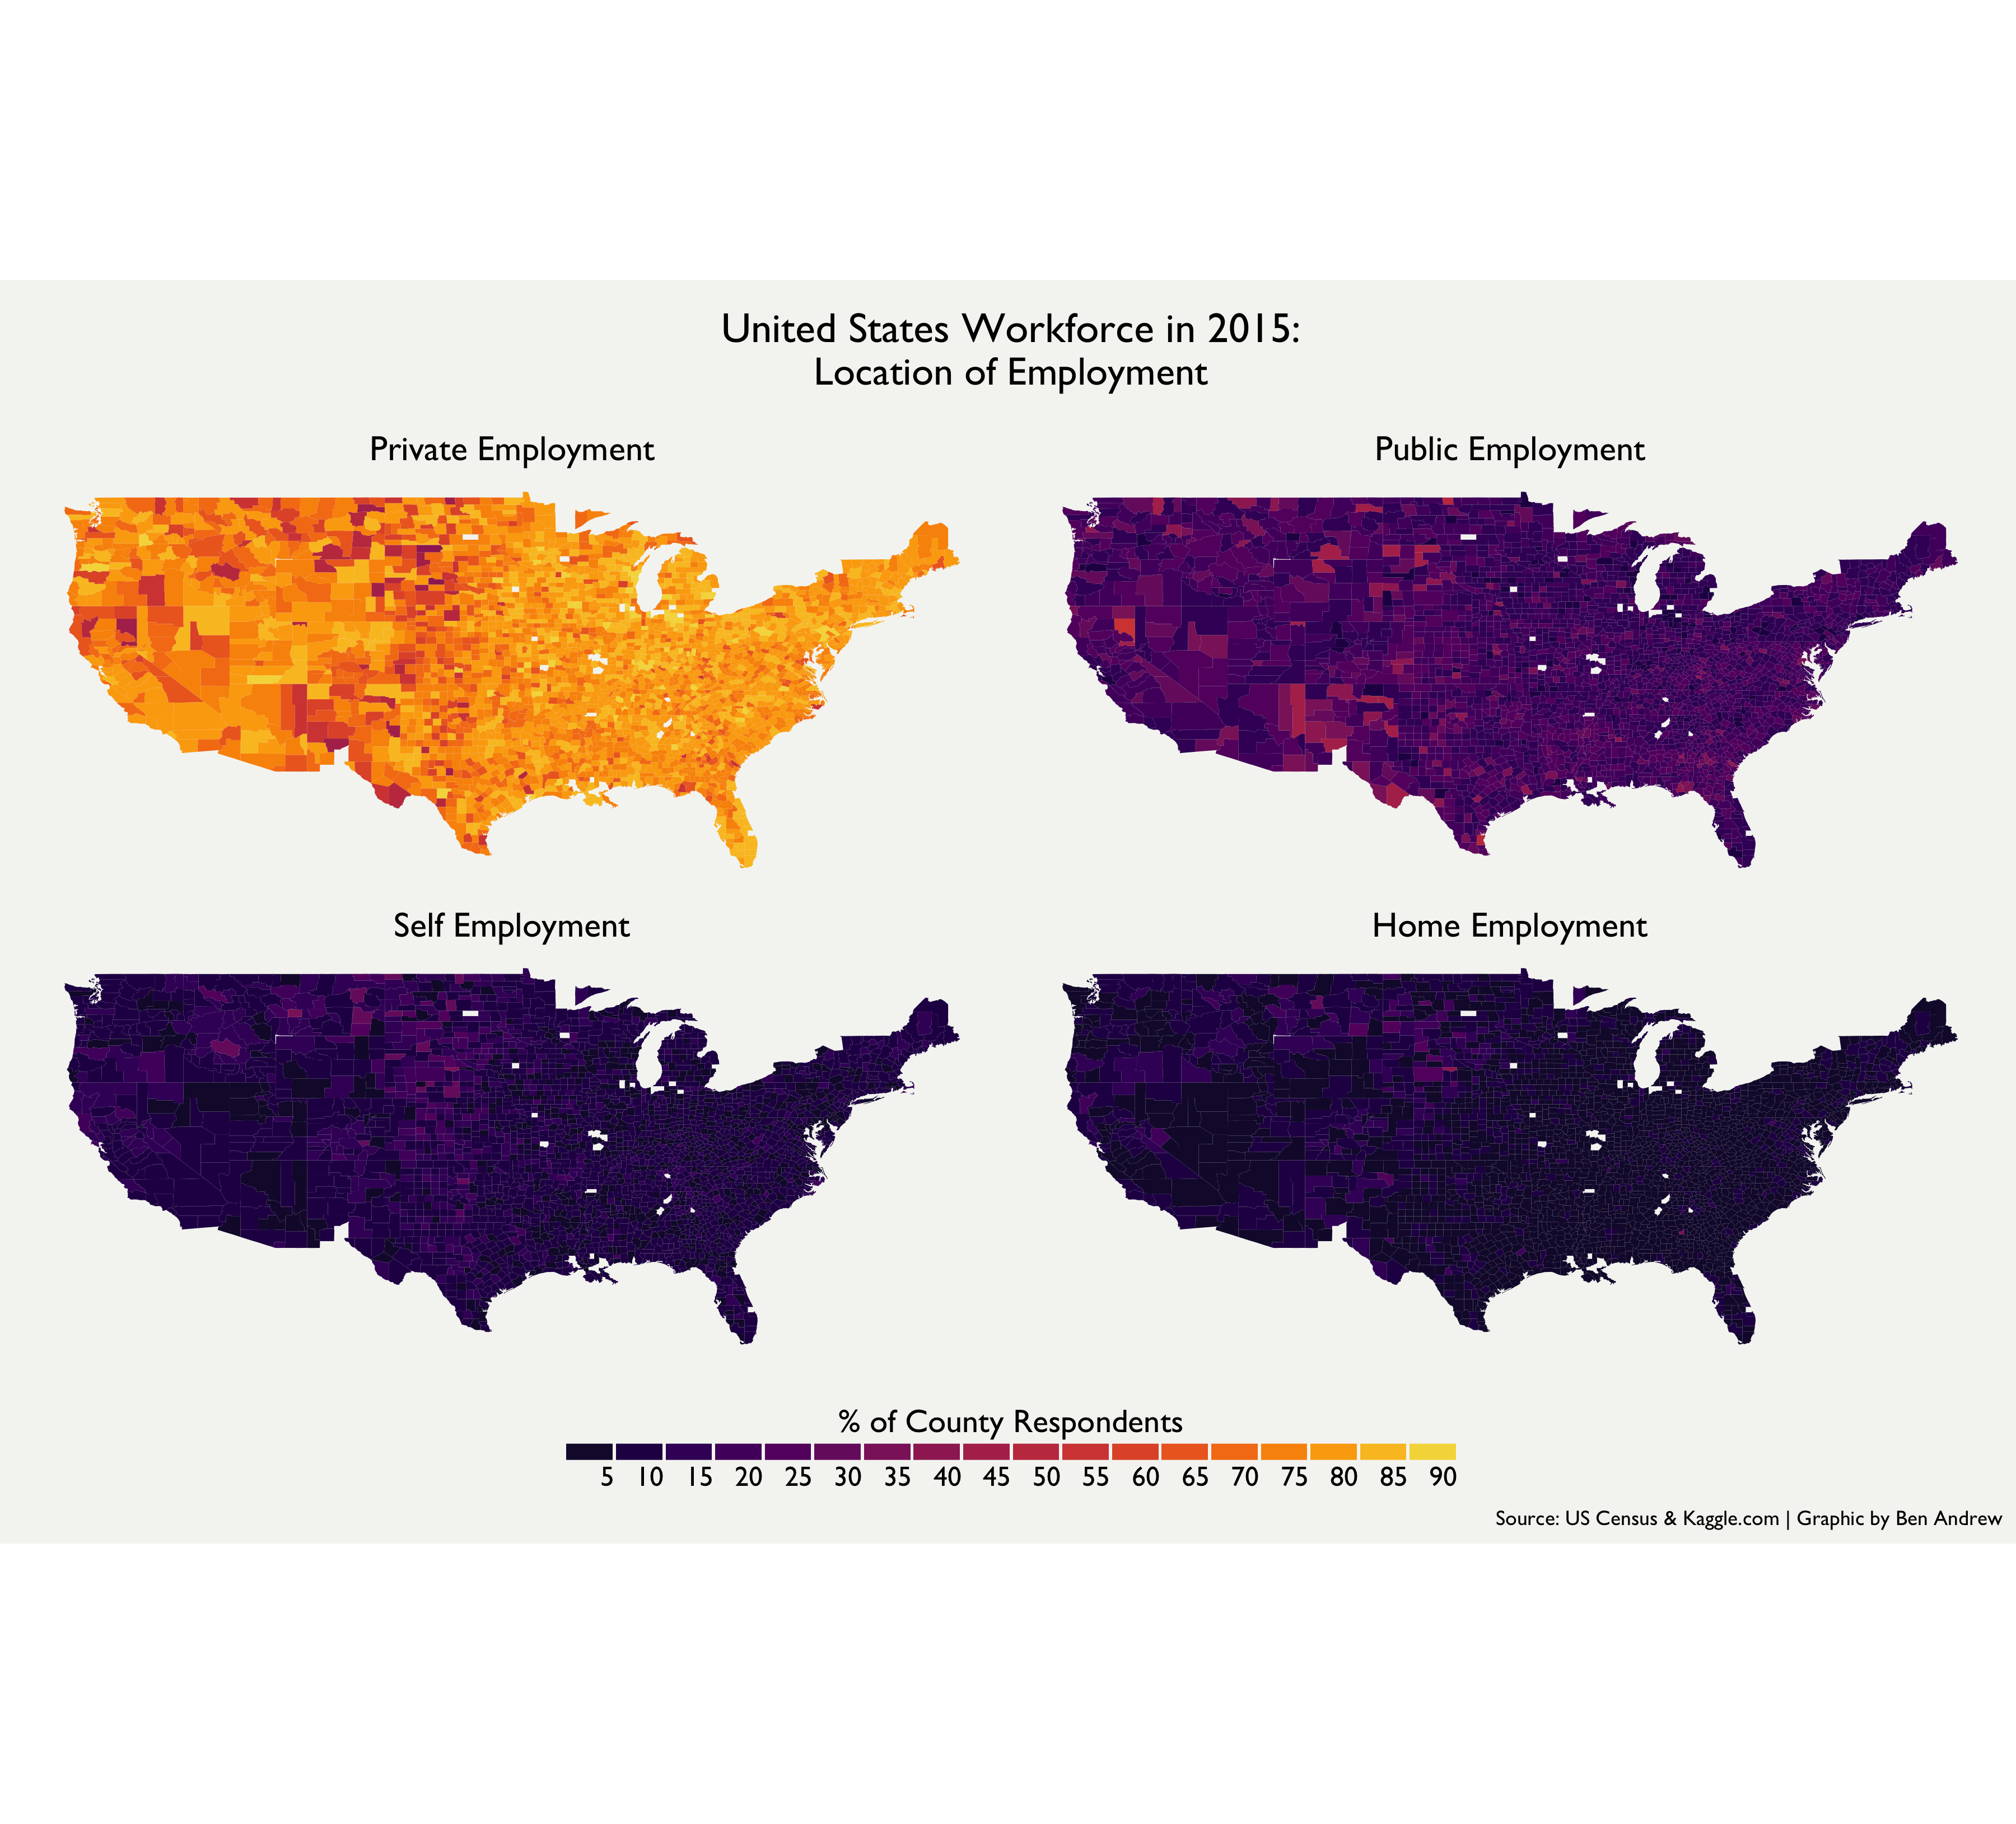 United States Workforce in 2015:
Location of Employment
Private Employment
Public Employment
Self Employment
Home Employment
% of County Respondents
5 10 15 20 25 30 35 40 45 50 55 60 65 70 75 80 85 90
Source: US Census & Kaggle.com | Graphic by Ben Andrew